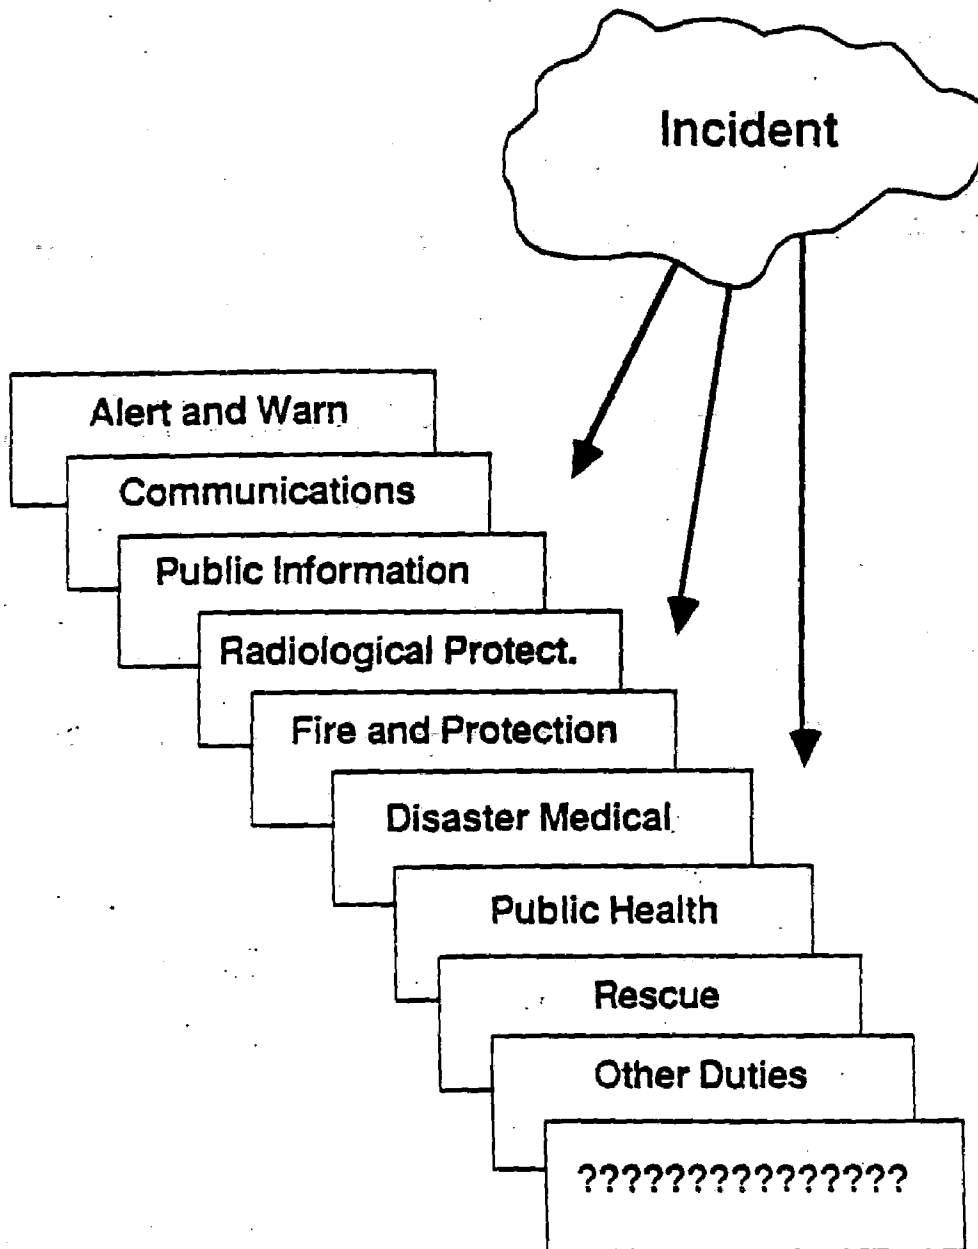 Incident
Alert and Warn
Communications
Public Information
Radiological Protect.
Fire and Protection
Disaster Medical
Public Health
Rescue
Other Duties
???????????????